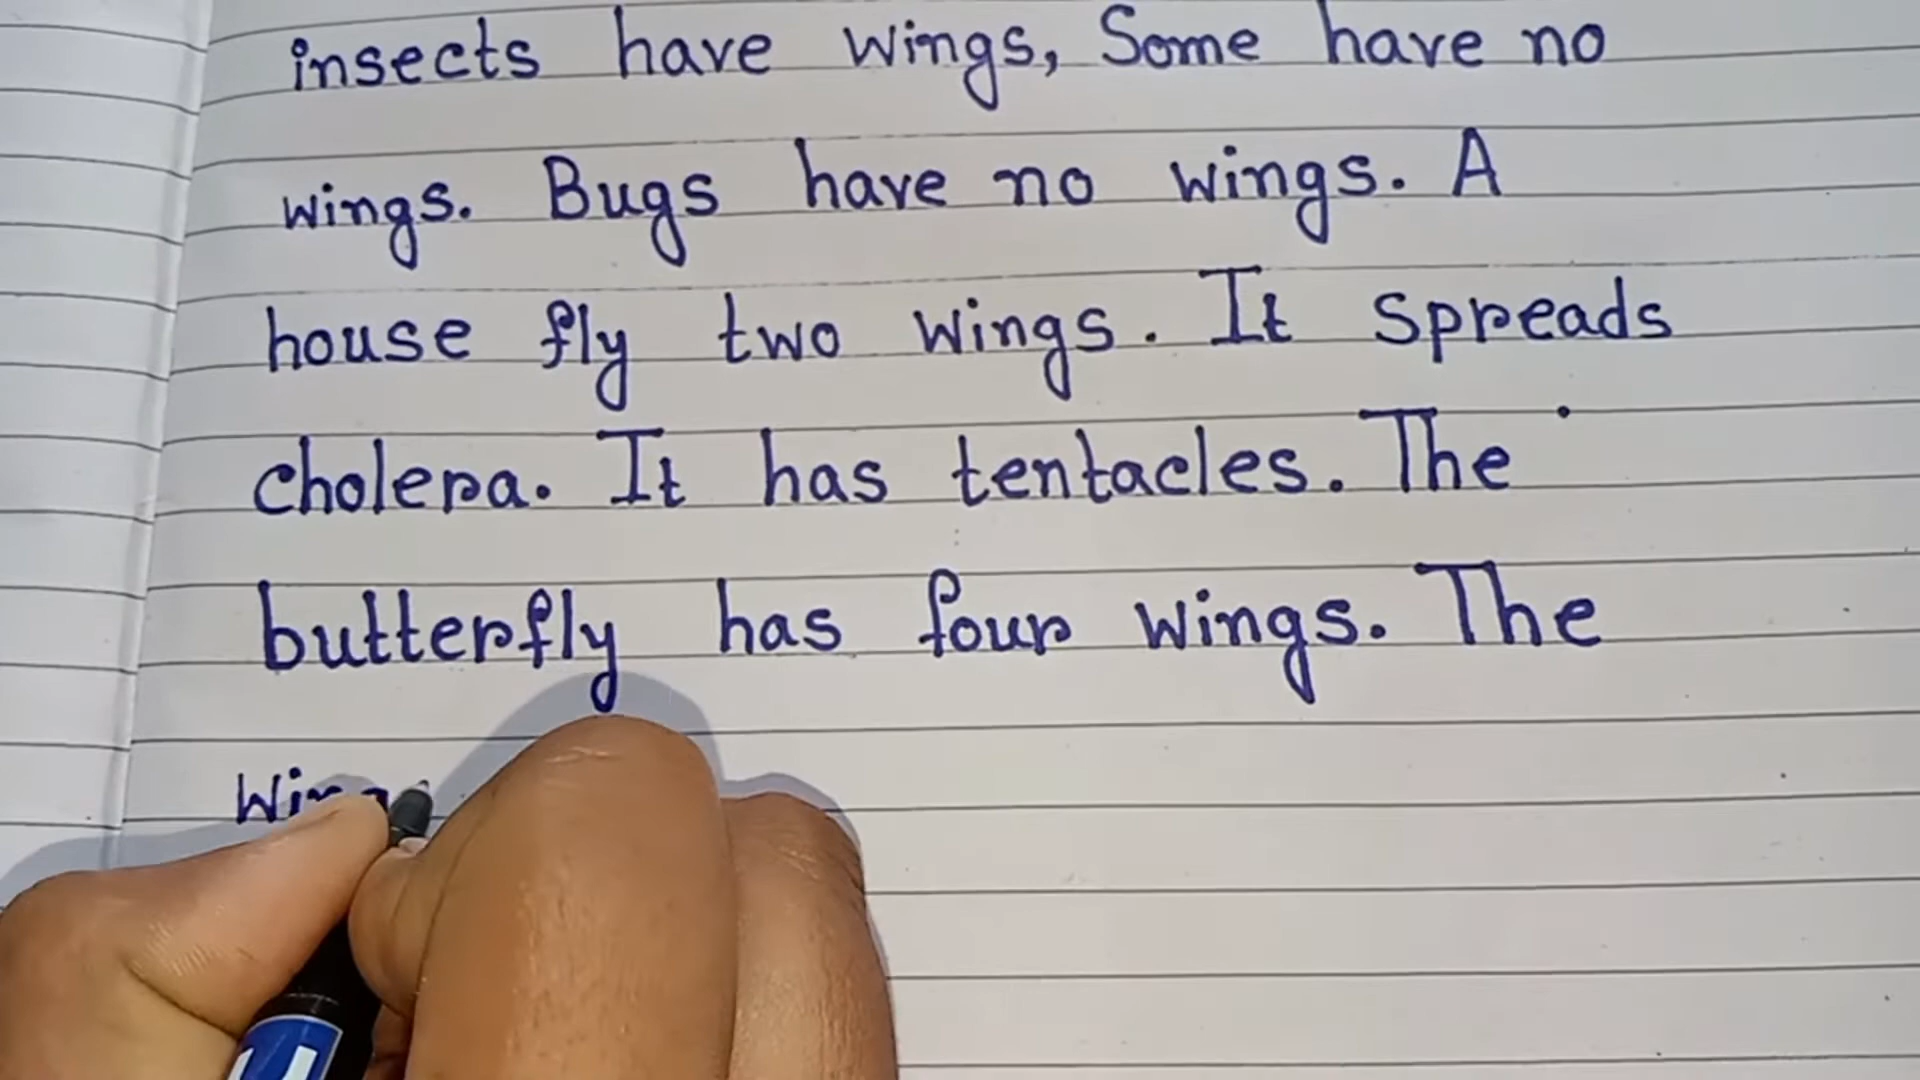 insects have wings, Some have no
wings. Bugs have no wings. A
house fly two wings. It spreads
cholera. It has tentacles. The
butterfly has four wings. The